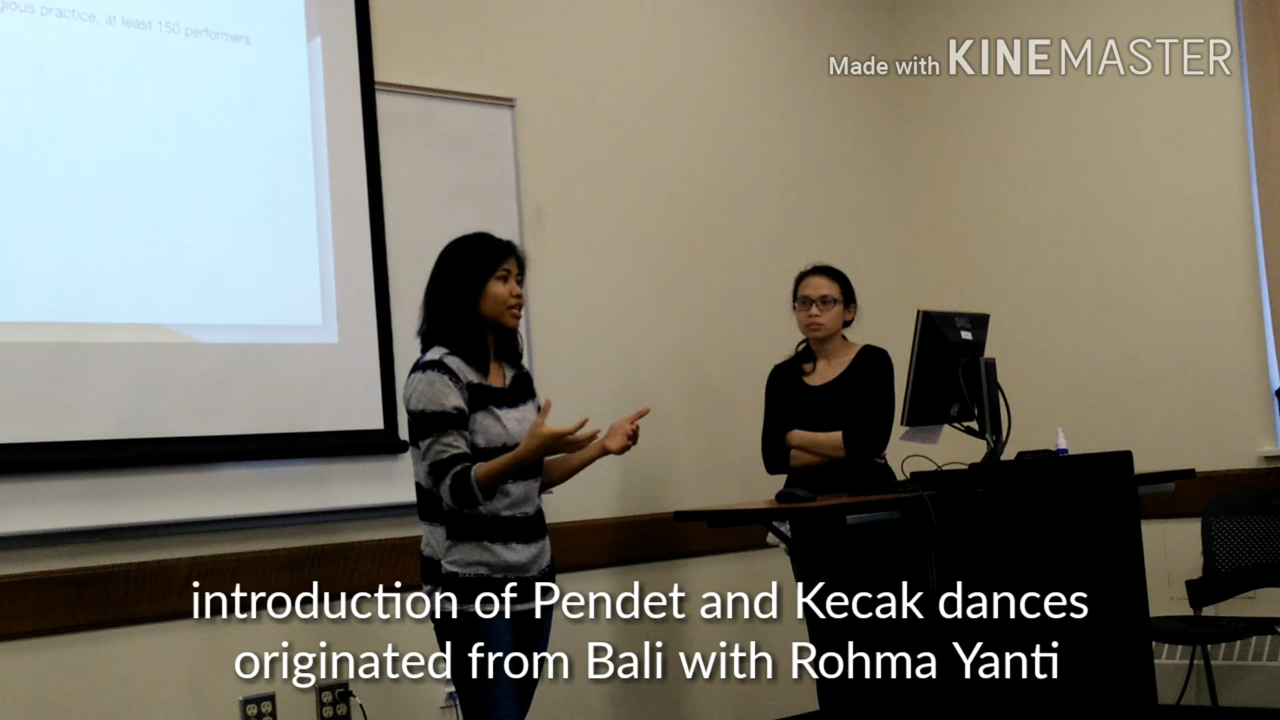 gious practice, at least 150 performers
Made with KINEMASTER
introduction of Pendet and Kecak dances
originated from Bali with Rohma Yanti